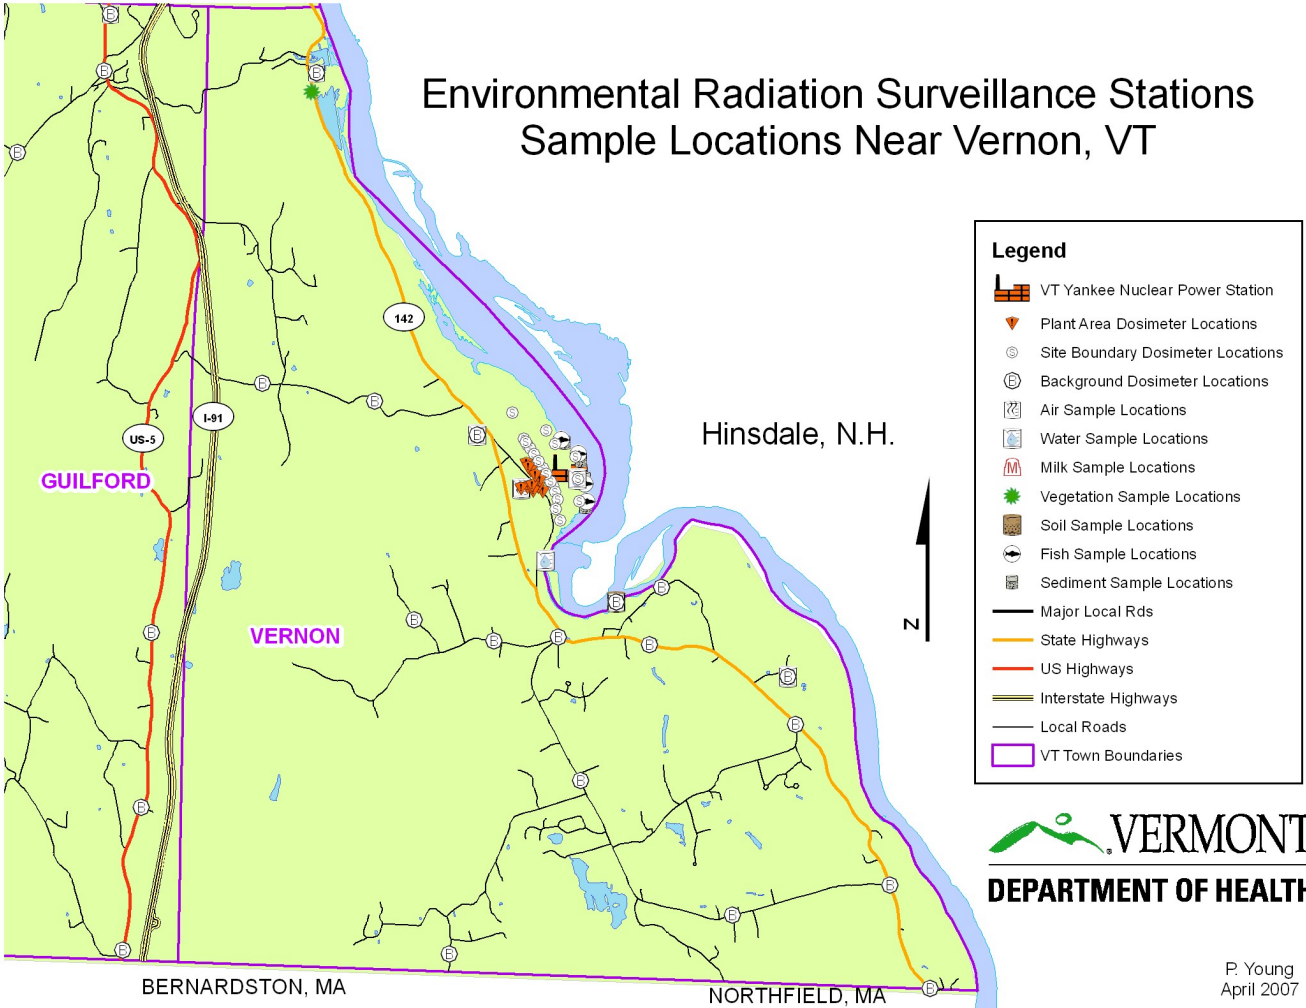 Environmental Radiation Surveillance Stations
Sample Locations Near Vernon, VT
142
I-91
US-5
GUILFORD
VERNON
Hinsdale, N.H.
N
BERNARDSTON, MA
NORTHFIELD, MA
Legend
VT Yankee Nuclear Power Station
Plant Area Dosimeter Locations
S Site Boundary Dosimeter Locations
B Background Dosimeter Locations
Air Sample Locations
Water Sample Locations
M Milk Sample Locations
Vegetation Sample Locations
Soil Sample Locations
Fish Sample Locations
Sediment Sample Locations
Major Local Rds
State Highways
US Highways
Interstate Highways
Local Roads
VT Town Boundaries
VERMONT
DEPARTMENT OF HEALTH
P. Young
April 2007